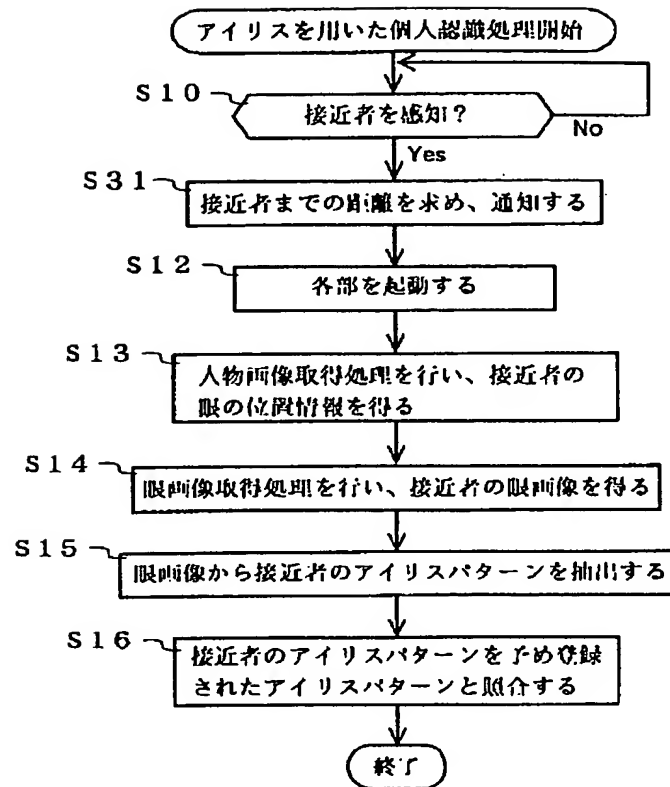 アイリスを用いた個人認識処理開始
S10
接近者を感知?
No
Yes
S31
接近者までの距離を求め、通知する
S12
各部を起動する
S13
人物画像取得処理を行い、接近者の
眼の位置情報を得る
S14
眼画像取得処理を行い、接近者の眼画像を得る
S15
眼画像から接近者のアイリスパターンを抽出する
S16
接近者のアイリスパターンを予め登録
されたアイリスパターンと照介する
終了